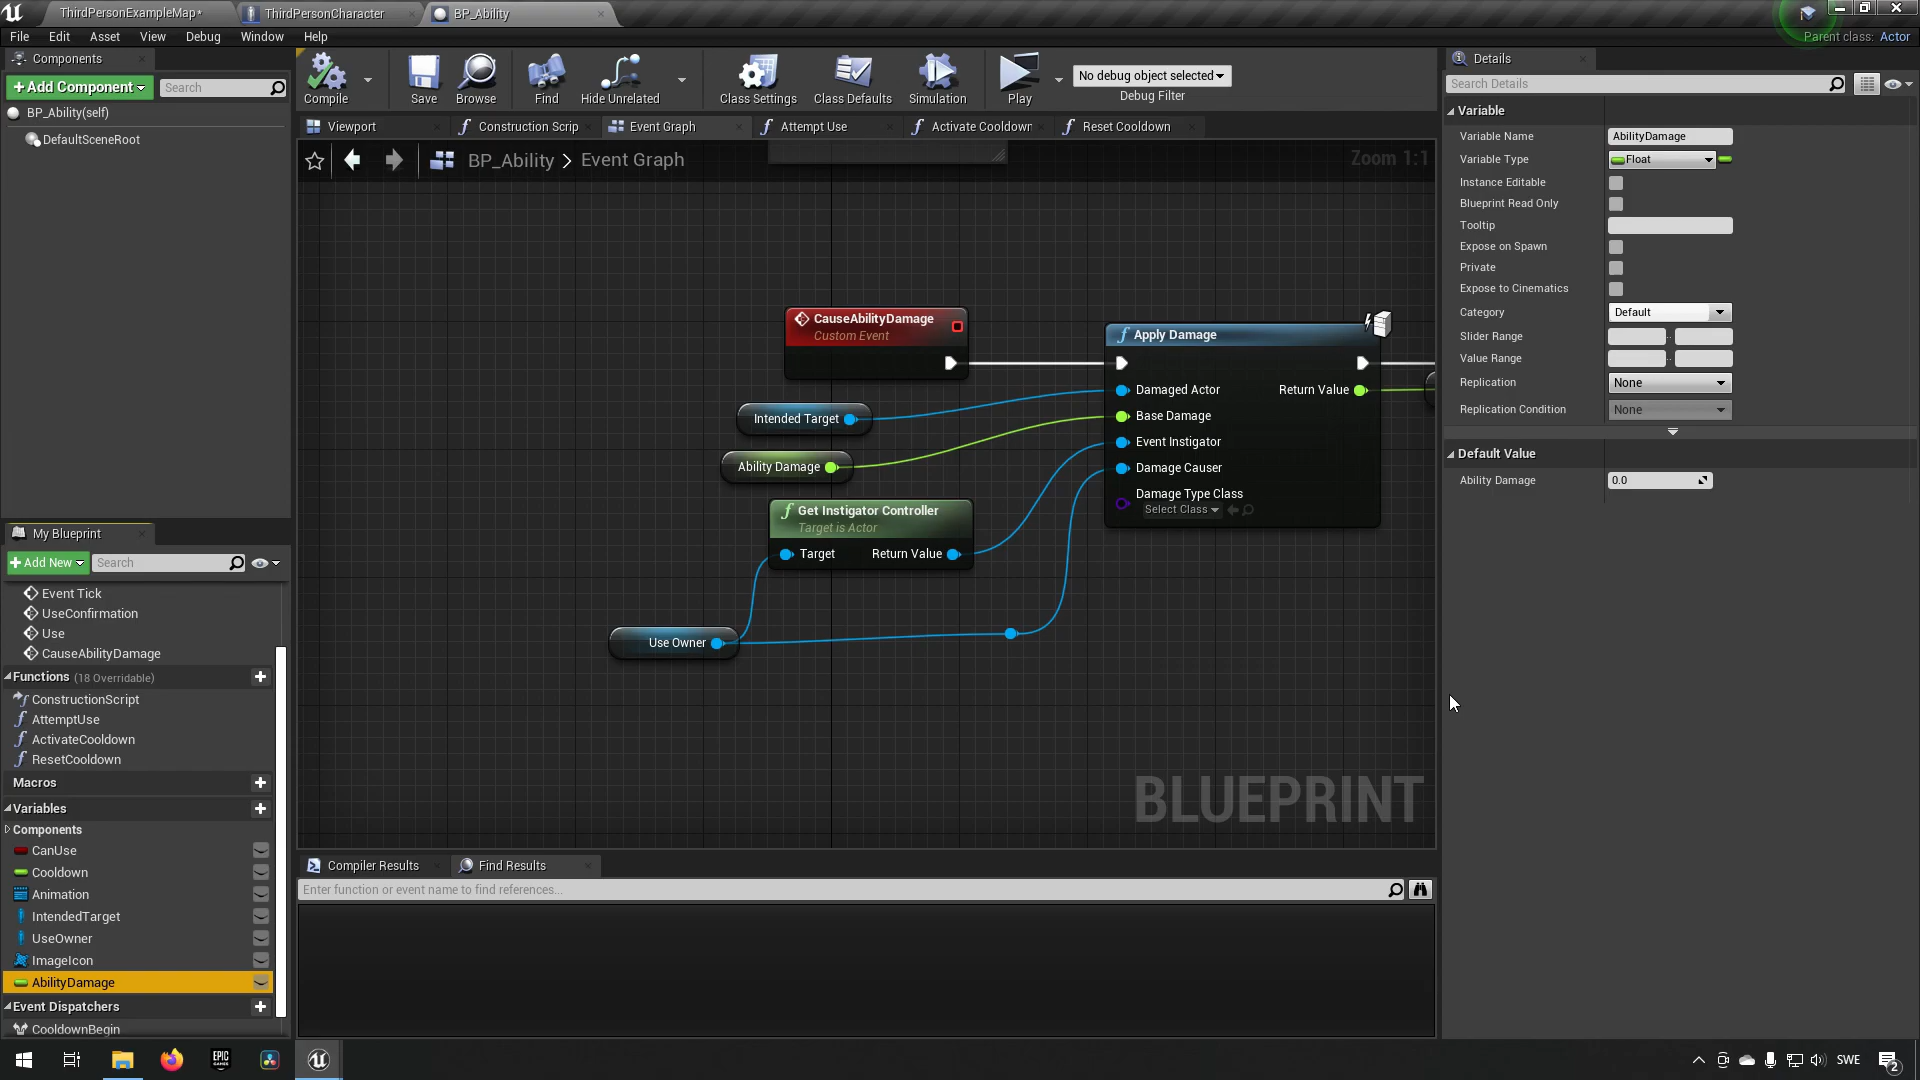 ThirdPersonExampleMap*
ThirdPersonCharacter
BP_Ability
File Edit Asset View Debug Window Help
Parent class: Actor
Components
+Add Component
Search
BP_Ability(self)
DefaultSceneRoot
Compile
Save
Browse
Find
Hide Unrelated
Class Settings
Class Defaults
Simulation
Play
No debug object selected
Debug Filter
Viewport
Construction Scrip
Event Graph
Attempt Use
Activate Cooldown
Reset Cooldown
BP_Ability > Event Graph
Zoom 1:1
CauseAbilityDamage
Custom Event
Intended Target
Ability Damage
Get Instigator Controller
Target is Actor
Target
Return Value
Use Owner
Apply Damage
Damaged Actor
Return Value
Base Damage
Event Instigator
Damage Causer
Damage Type Class
Select Class
BLUEPRINT
My Blueprint
+Add New
Search
Event Tick
UseConfirmation
Use
CauseAbilityDamage
Functions (18 Overridable)
ConstructionScript
AttemptUse
ActivateCooldown
ResetCooldown
Macros
Variables
Components
CanUse
Cooldown
Animation
IntendedTarget
UseOwner
ImageIcon
AbilityDamage
Event Dispatchers
CooldownBegin
Compiler Results
Find Results
Enter function or event name to find references...
Details
Search Details
Variable
Variable Name AbilityDamage
Variable Type Float
Instance Editable
Blueprint Read Only
Tooltip
Expose on Spawn
Private
Expose to Cinematics
Category Default
Slider Range
Value Range
Replication None
Replication Condition None
Default Value
Ability Damage 0.0
EPIC GAMES
SWE
2